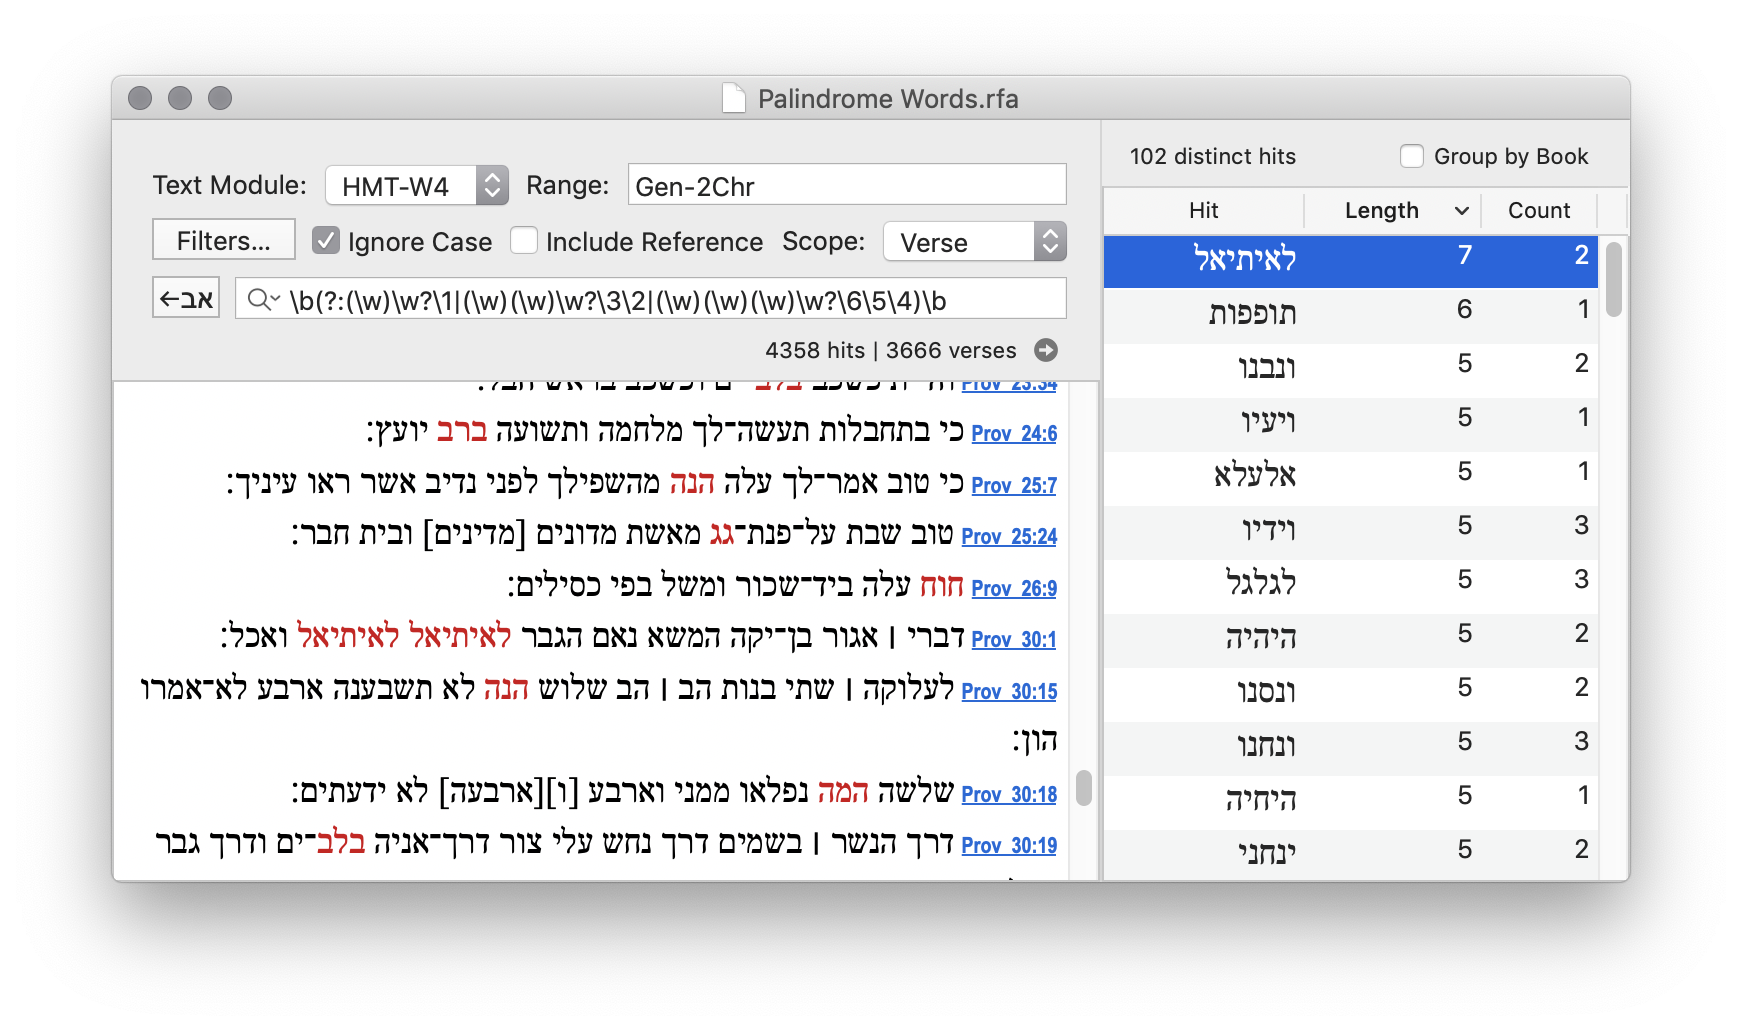 Palindrome Words.rfa
Text Module: HMT-W4 Range: Gen-2Chr
Filters... Ignore Case Include Reference Scope: Verse
←אב \b(?:(\w)\w?\1|(\w)(\w)\w?\3\2|(\w)(\w)(\w)\w?\6\5\4)\b
4358 hits | 3666 verses
Prov 23:34 בלב־ים ושכב בראש חבל:
Prov 24:6 כי בתחבלות תעשה־לך מלחמה ותשועה ברב יועץ:
Prov 25:7 כי טוב אמר־לך עלה הנה מהשפילך לפני נדיב אשר ראו עיניך:
Prov 25:24 טוב שבת על־פנת־גג מאשת מדונים [מדינים] ובית חבר:
Prov 26:9 חוח עלה ביד־שכור ומשל בפי כסילים:
Prov 30:1 דברי ׀ אגור בן־יקה המשא נאם הגבר לאיתיאל לאיתיאל ואכל:
Prov 30:15 לעלוקה ׀ שתי בנות הב ׀ הב שלוש הנה לא תשבענה ארבע לא־אמרו
הון:
Prov 30:18 שלשה המה נפלאו ממני וארבע [ו][ארבעה] לא ידעתים:
Prov 30:19 דרך הנשר ׀ בשמים דרך נחש עלי צור דרך־אניה בלב־ים ודרך גבר
102 distinct hits Group by Book
Hit Length Count
לאיתיאל 7 2
תופפות 6 1
ונבנו 5 2
ויעיו 5 1
אלעלא 5 1
וידיו 5 3
לגלגל 5 3
היהיה 5 2
ונסנו 5 2
ונחנו 5 3
היחיה 5 1
ינחני 5 2